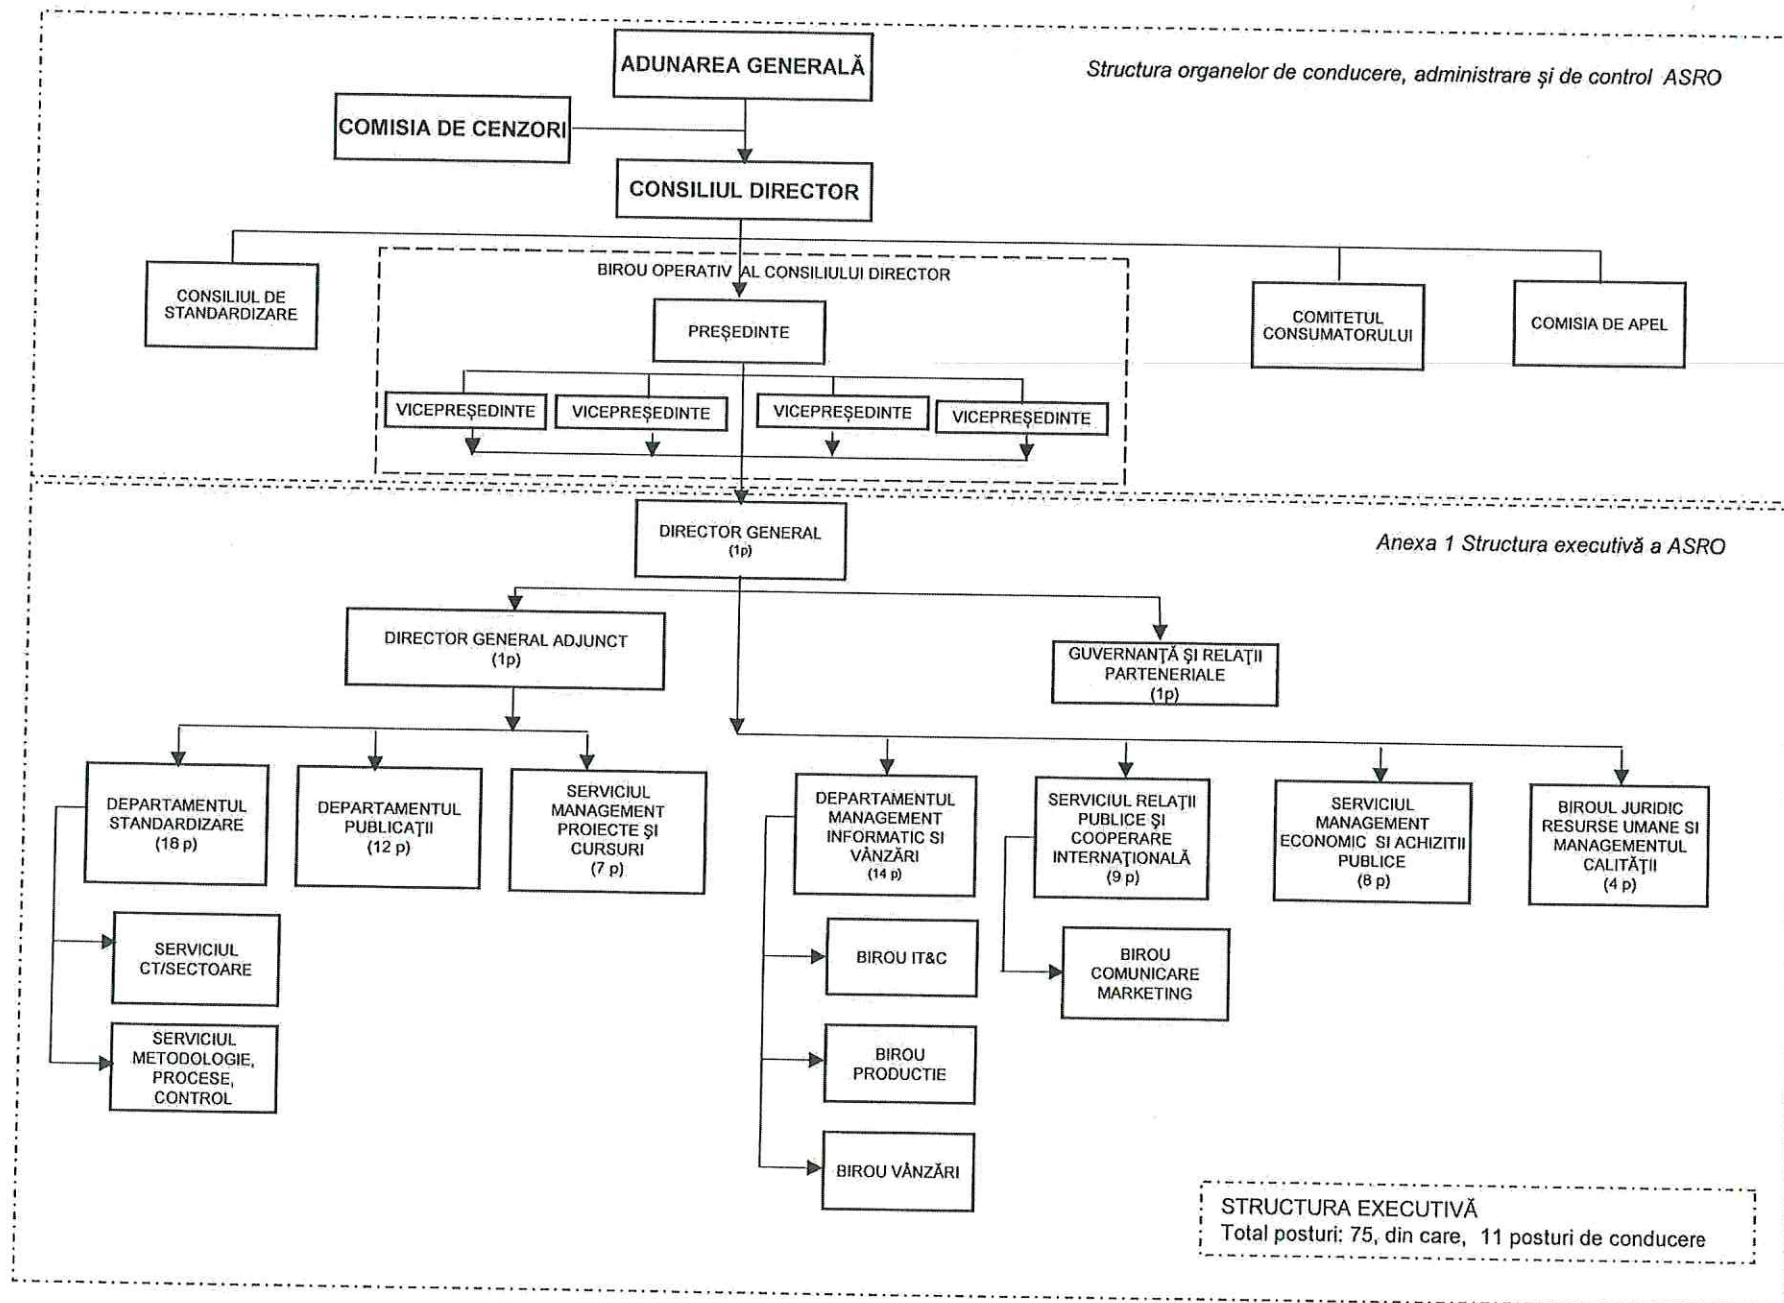 ADUNAREA GENERALĂ
Structura organelor de conducere, administrare și de control ASRO
COMISIA DE CENZORI
CONSILIUL DIRECTOR
BIROU OPERATIV AL CONSILIULUI DIRECTOR
CONSILIUL DE
STANDARDIZARE
PREȘEDINTE
COMITETUL
CONSUMATORULUI
COMISIA DE APEL
VICEPREȘEDINTE
VICEPREȘEDINTE
VICEPREȘEDINTE
VICEPREȘEDINTE
DIRECTOR GENERAL
(1p)
Anexa 1 Structura executivă a ASRO
DIRECTOR GENERAL ADJUNCT
(1p)
GUVERNANȚĂ ȘI RELAȚII
PARTENERIALE
(1p)
DEPARTAMENTUL
STANDARDIZARE
(18 p)
DEPARTAMENTUL
PUBLICAȚII
(12 p)
SERVICIUL
MANAGEMENT
PROIECTE ȘI
CURSURI
(7 p)
DEPARTAMENTUL
MANAGEMENT
INFORMATIC SI
VÂNZĂRI
(14 p)
SERVICIUL RELAȚII
PUBLICE ȘI
COOPERARE
INTERNAȚIONALĂ
(9 p)
SERVICIUL
MANAGEMENT
ECONOMIC SI ACHIZITII
PUBLICE
(8 p)
BIROUL JURIDIC
RESURSE UMANE SI
MANAGEMENTUL
CALITĂȚII
(4 p)
SERVICIUL
CT/SECTOARE
SERVICIUL
METODOLOGIE,
PROCESE,
CONTROL
BIROU IT&C
BIROU
PRODUCTIE
BIROU VÂNZĂRI
BIROU
COMUNICARE
MARKETING
STRUCTURA EXECUTIVĂ
Total posturi: 75, din care, 11 posturi de conducere